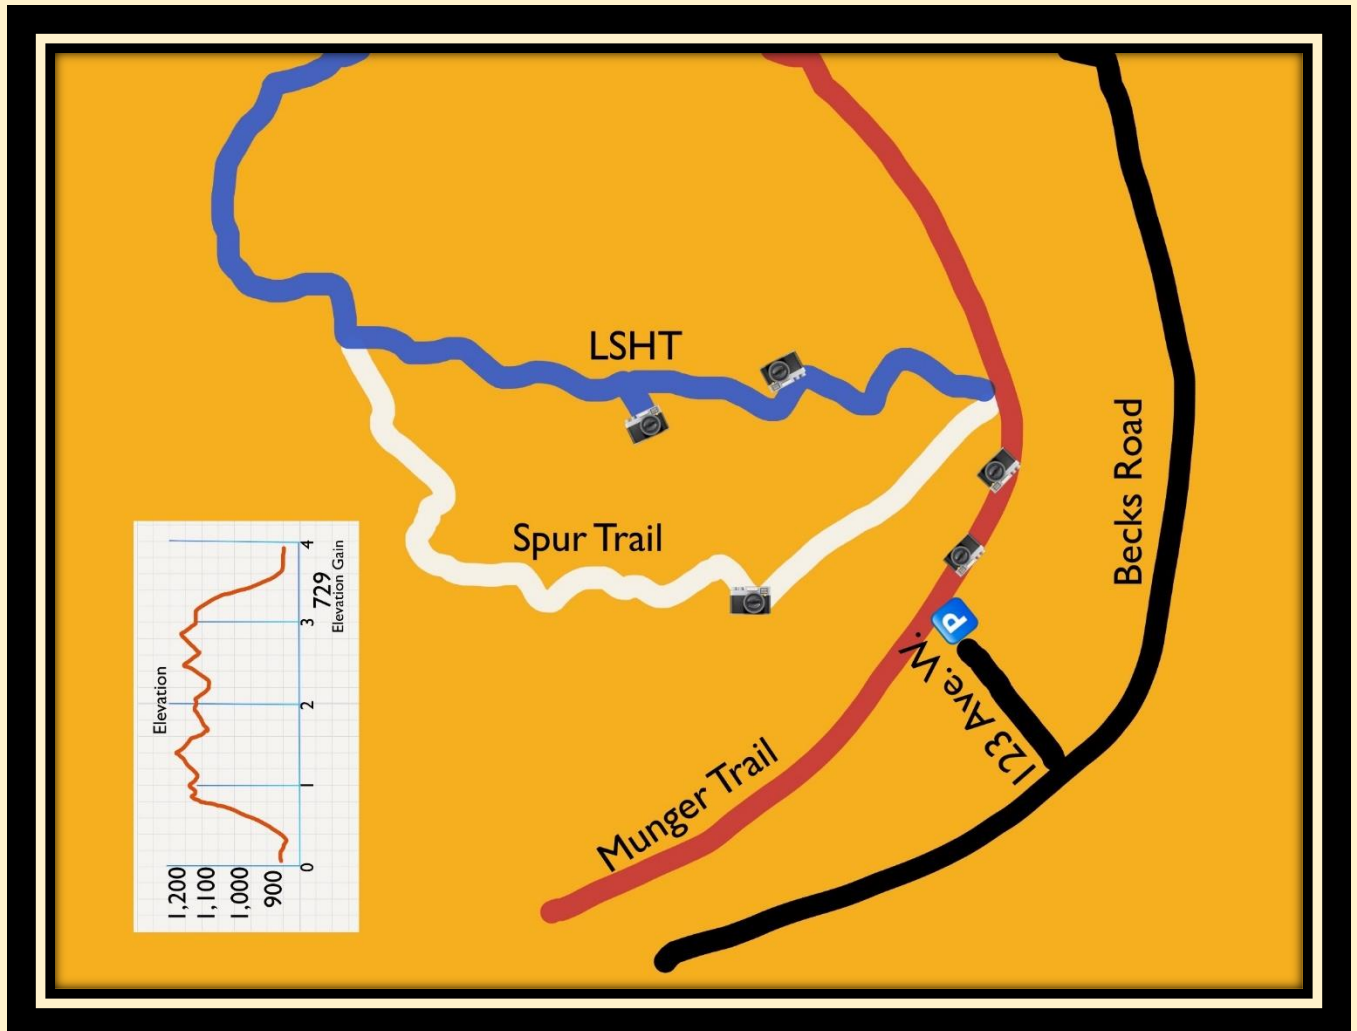 LSHT
Spur Trail
Becks Road
P
123 Ave. W.
Munger Trail
Elevation
1,200
1,100
1,000
900
0
1
2
3
4
729
Elevation Gain